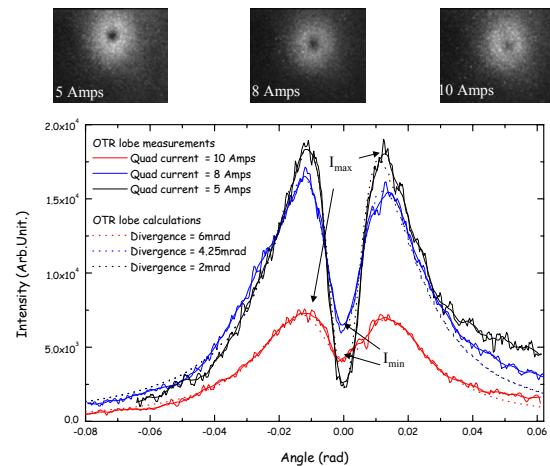 5 Amps
8 Amps
10 Amps
2.0x10⁴
1.5x10⁴
1.0x10⁴
5.0x10³
0.0
Intensity (Arb.Unit.)
OTR lobe measurements
Quad current = 10 Amps
Quad current = 8 Amps
Quad current = 5 Amps
OTR lobe calculations
Divergence = 6mrad
Divergence = 4.25mrad
Divergence = 2mrad
Imax
Imin
-0.08
-0.06
-0.04
-0.02
0.00
0.02
0.04
0.06
Angle (rad)